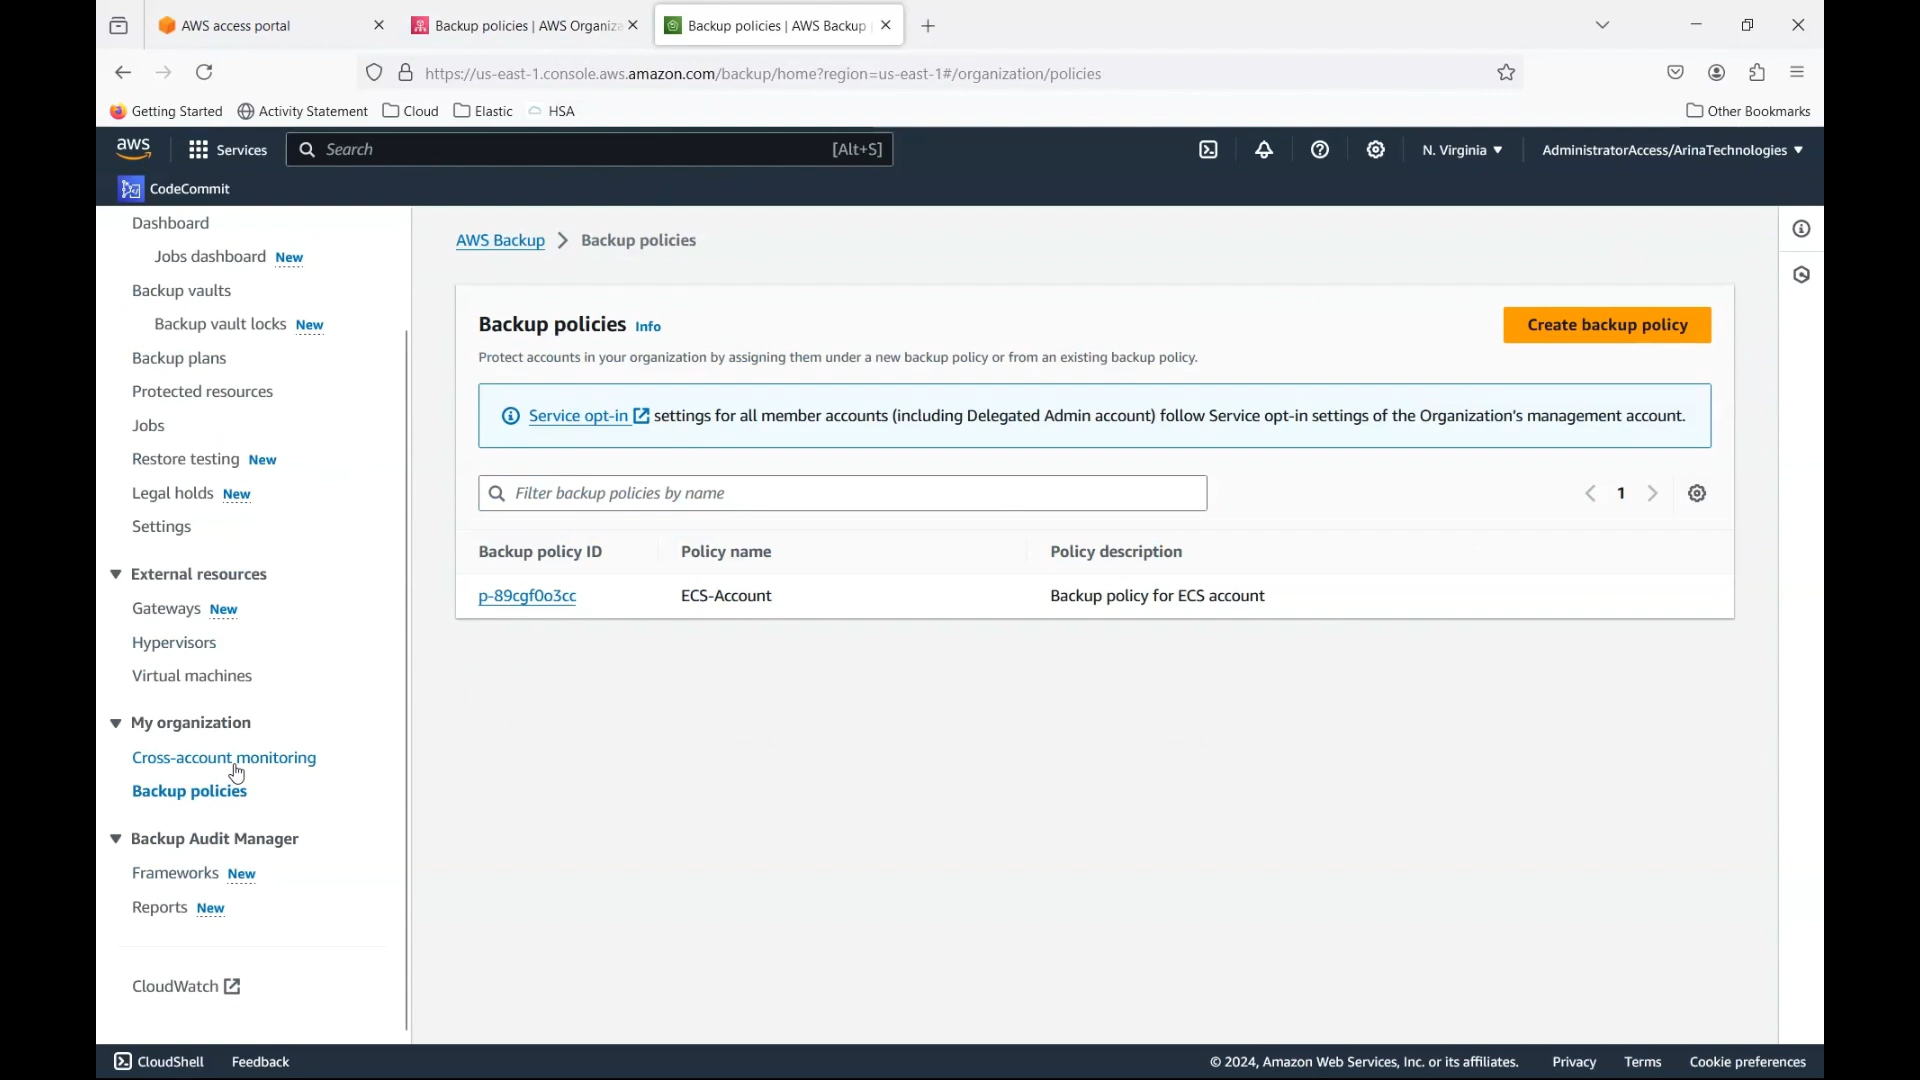 AWS access portal
Backup policies | AWS Organiza
Backup policies | AWS Backup
https://us-east-1.console.aws.amazon.com/backup/home?region=us-east-1#/organization/policies
Getting Started
Activity Statement
Cloud
Elastic
HSA
Other Bookmarks
aws
Services
Search
[Alt+S]
N. Virginia
AdministratorAccess/ArinaTechnologies
CodeCommit
Dashboard
Jobs dashboard New
Backup vaults
Backup vault locks New
Backup plans
Protected resources
Jobs
Restore testing New
Legal holds New
Settings
External resources
Gateways New
Hypervisors
Virtual machines
My organization
Cross-account monitoring
Backup policies
Backup Audit Manager
Frameworks New
Reports New
CloudWatch
AWS Backup > Backup policies
Backup policies Info
Create backup policy
Protect accounts in your organization by assigning them under a new backup policy or from an existing backup policy.
Service opt-in settings for all member accounts (including Delegated Admin account) follow Service opt-in settings of the Organization's management account.
Filter backup policies by name
1
Backup policy ID Policy name Policy description
p-89cgf0o3cc ECS-Account Backup policy for ECS account
CloudShell
Feedback
© 2024, Amazon Web Services, Inc. or its affiliates.
Privacy
Terms
Cookie preferences